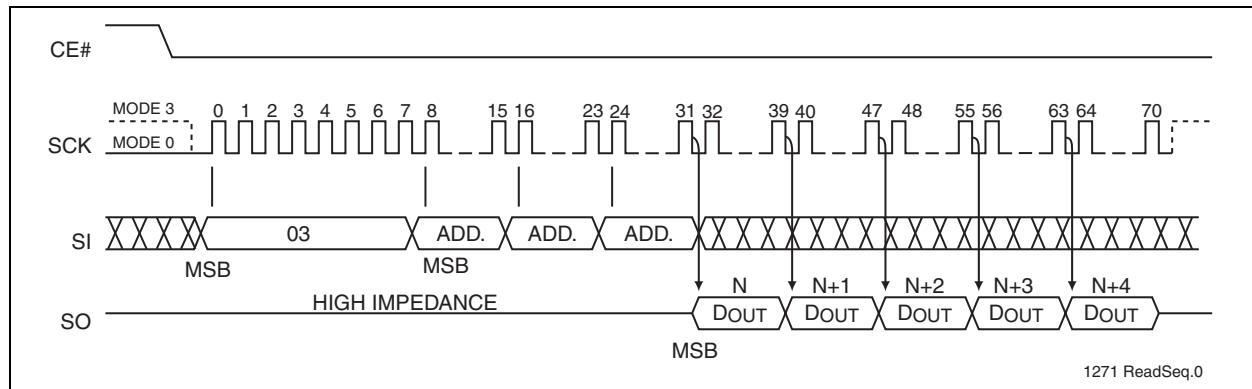 CE#
MODE 3
0 1 2 3 4 5 6 7 8 15 16 23 24 31 32 39 40 47 48 55 56 63 64 70
SCK
MODE 0
SI
03
ADD.
ADD.
ADD.
MSB
MSB
N N+1 N+2 N+3 N+4
HIGH IMPEDANCE
SO
DOUT DOUT DOUT DOUT DOUT
MSB
1271 ReadSeq.0